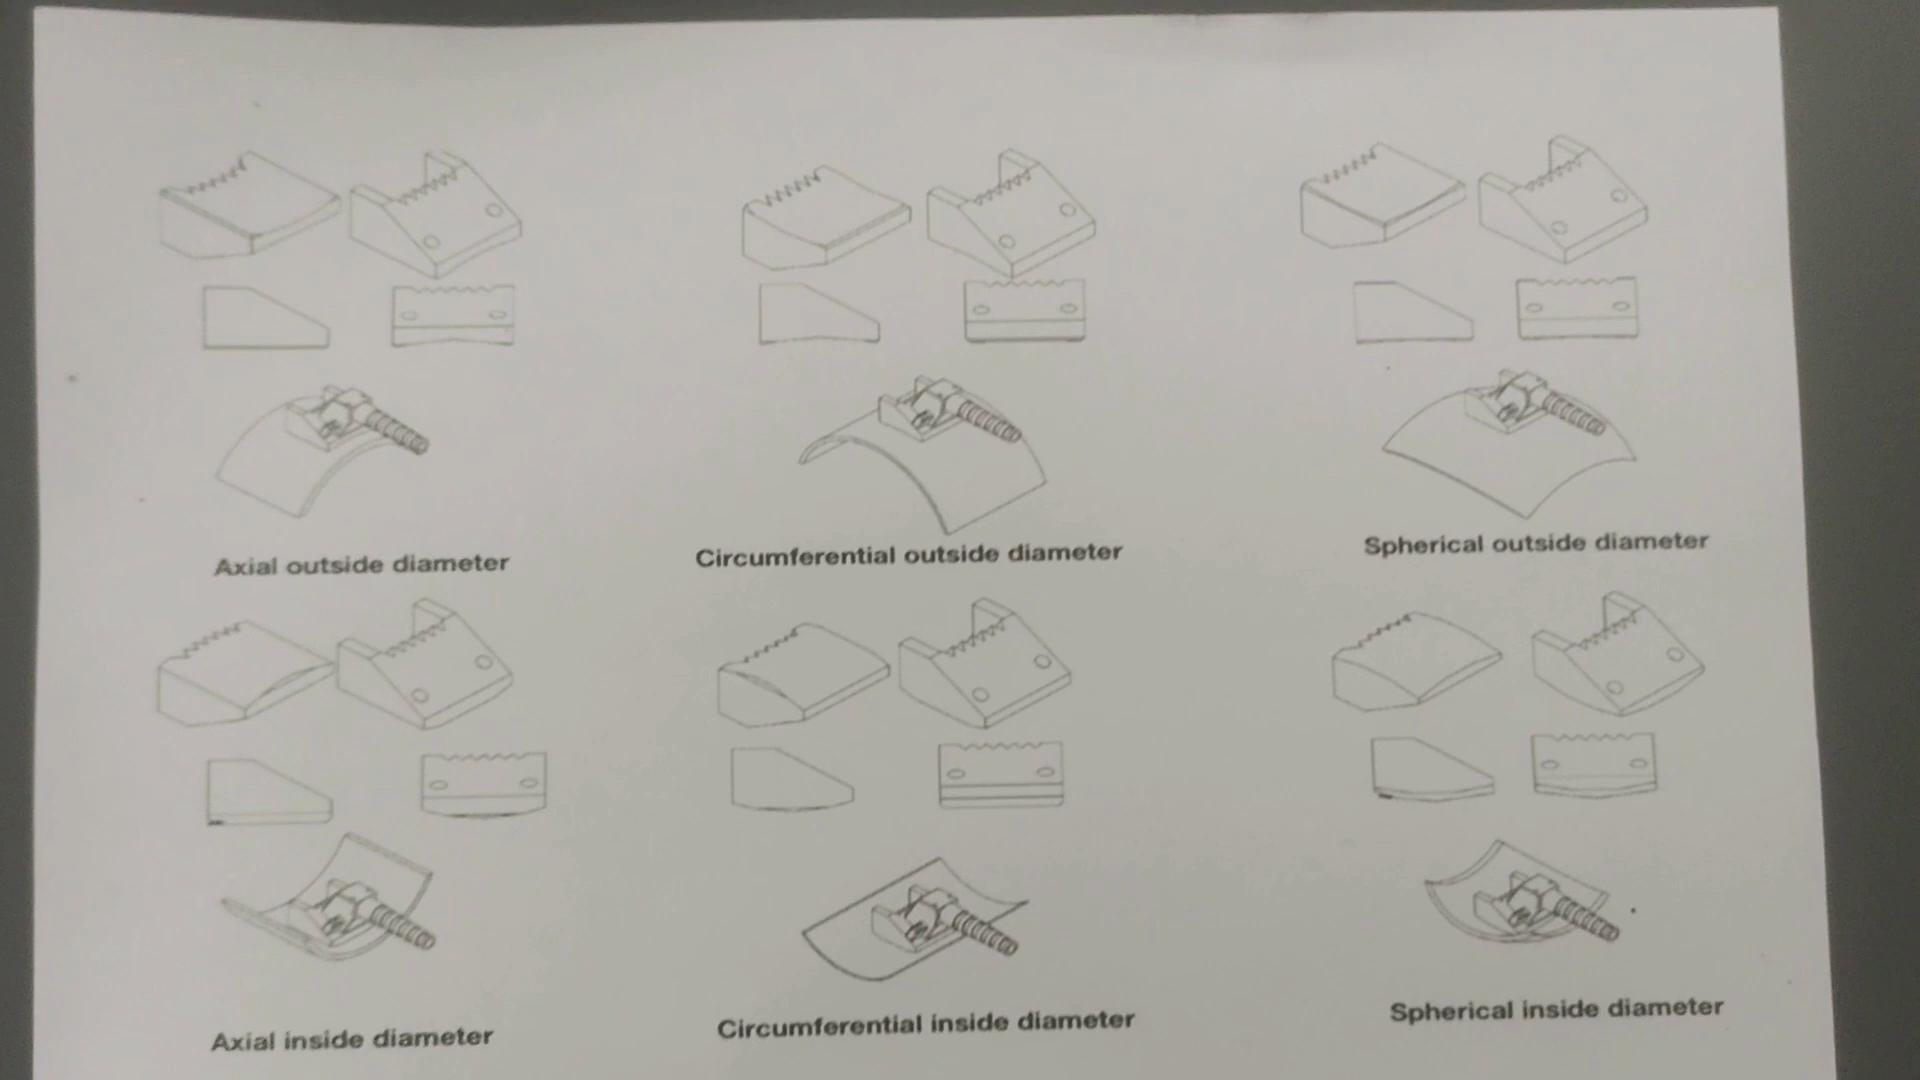 Axial outside diameter
Circumferential outside diameter
Spherical outside diameter
Axial inside diameter
Circumferential inside diameter
Spherical inside diameter